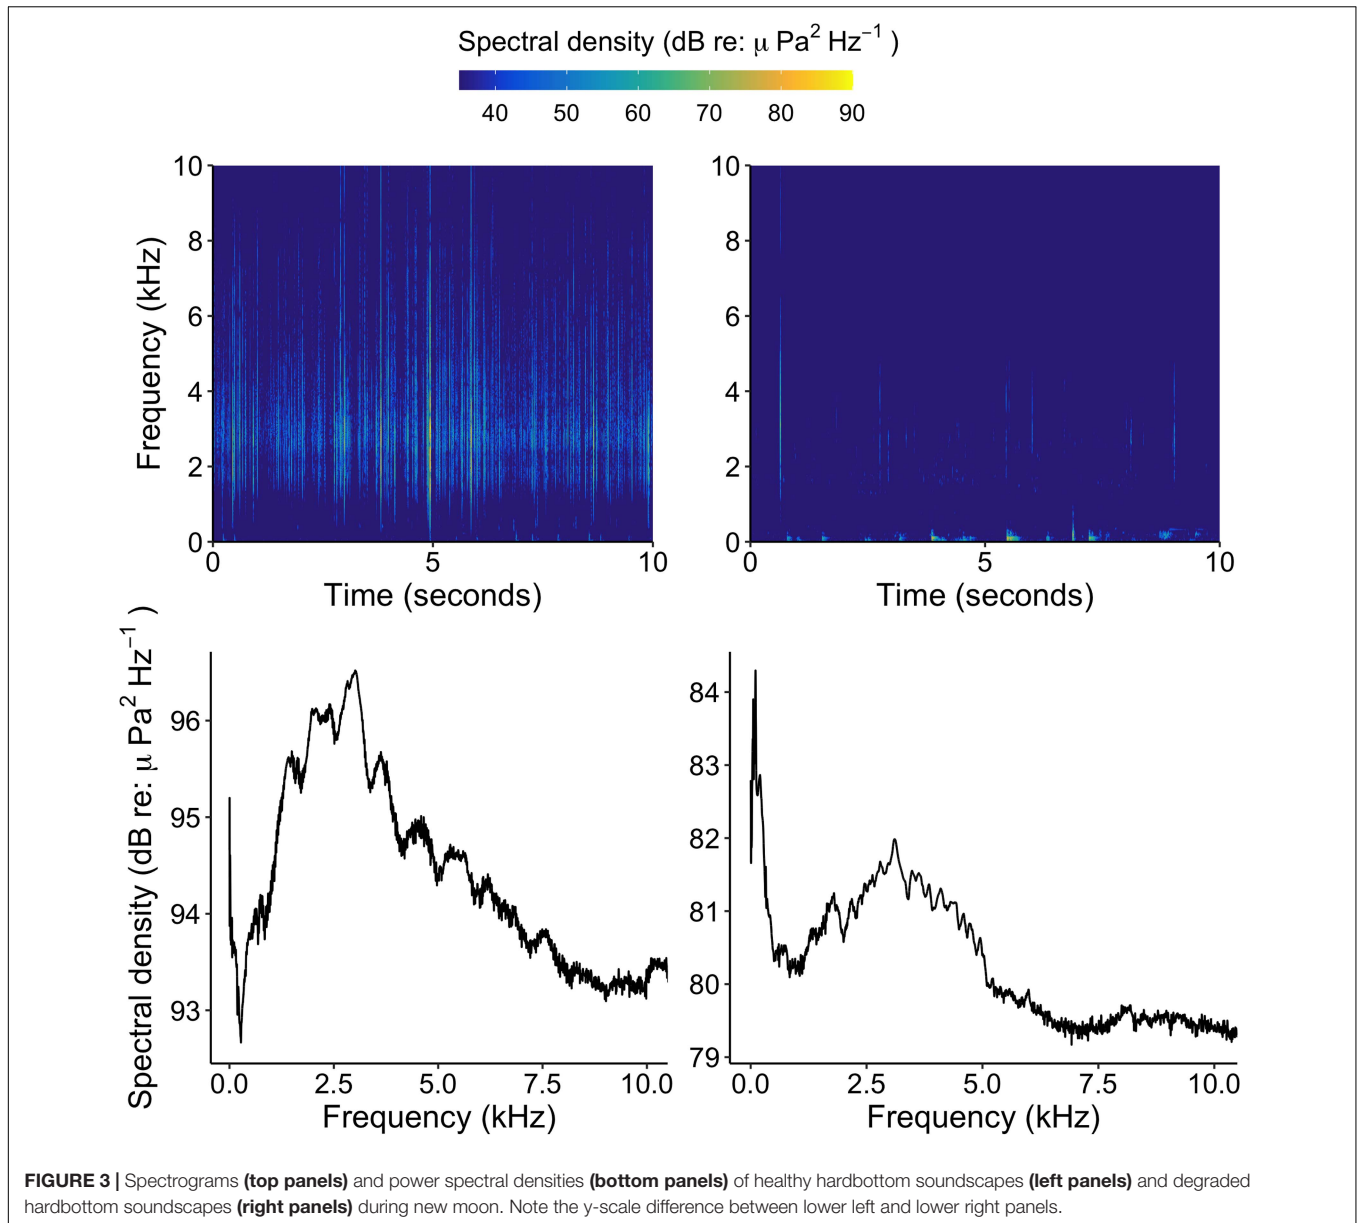 Spectral density (dB re: μ Pa² Hz⁻¹ )
40 50 60 70 80 90
Frequency (kHz)
10
8
6
4
2
0
0 5 10
Time (seconds)
10
8
6
4
2
0
0 5 10
Time (seconds)
Spectral density (dB re: μ Pa² Hz⁻¹ )
96
95
94
93
0.0 2.5 5.0 7.5 10.0
Frequency (kHz)
84
83
82
81
80
79
0.0 2.5 5.0 7.5 10.0
Frequency (kHz)
FIGURE 3 | Spectrograms (top panels) and power spectral densities (bottom panels) of healthy hardbottom soundscapes (left panels) and degraded
hardbottom soundscapes (right panels) during new moon. Note the y-scale difference between lower left and lower right panels.